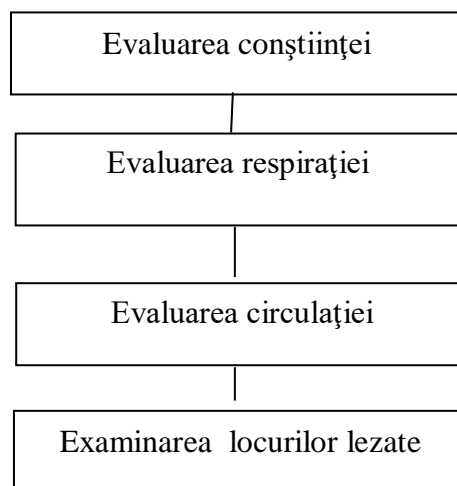 Evaluarea conştiinţei
Evaluarea respiraţiei
Evaluarea circulaţiei
Examinarea locurilor lezate